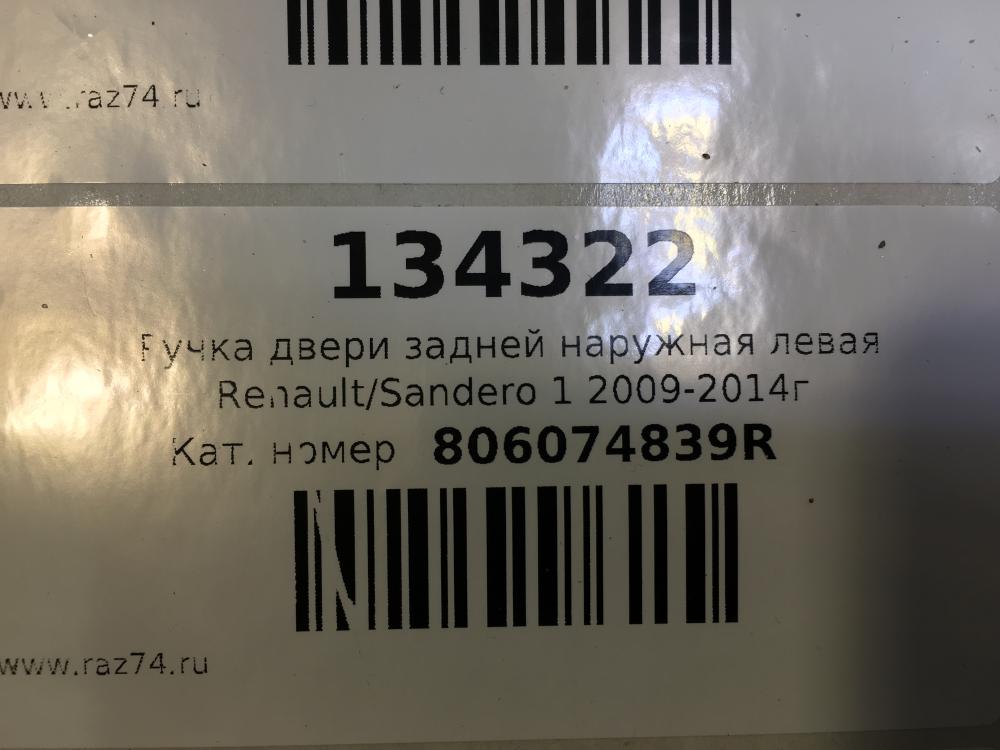 www.raz74.ru
134322
Ручка двери задней наружная левая
Renault/Sandero 1 2009-2014г
Кат. номер 806074839R
www.raz74.ru